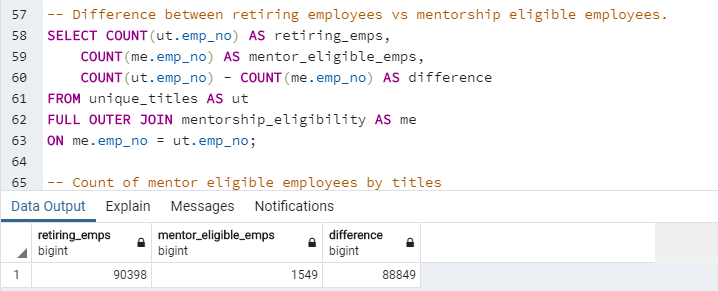 57 -- Difference between retiring employees vs mentorship eligible employees.
58 SELECT COUNT(ut.emp_no) AS retiring_emps,
59     COUNT(me.emp_no) AS mentor_eligible_emps,
60     COUNT(ut.emp_no) - COUNT(me.emp_no) AS difference
61 FROM unique_titles AS ut
62 FULL OUTER JOIN mentorship_eligibility AS me
63 ON me.emp_no = ut.emp_no;
64
65 -- Count of mentor eligible employees by titles
Data Output Explain Messages Notifications
retiring_emps mentor_eligible_emps difference
bigint bigint bigint
1 90398 1549 88849